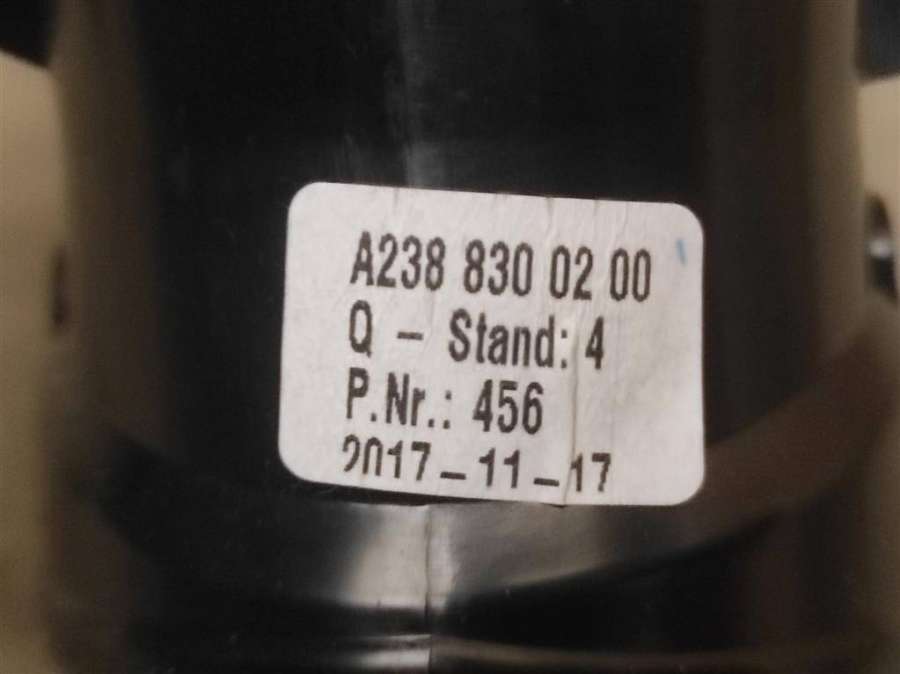 A238 830 02 00
Q - Stand: 4
P.Nr.: 456
2017-11-17